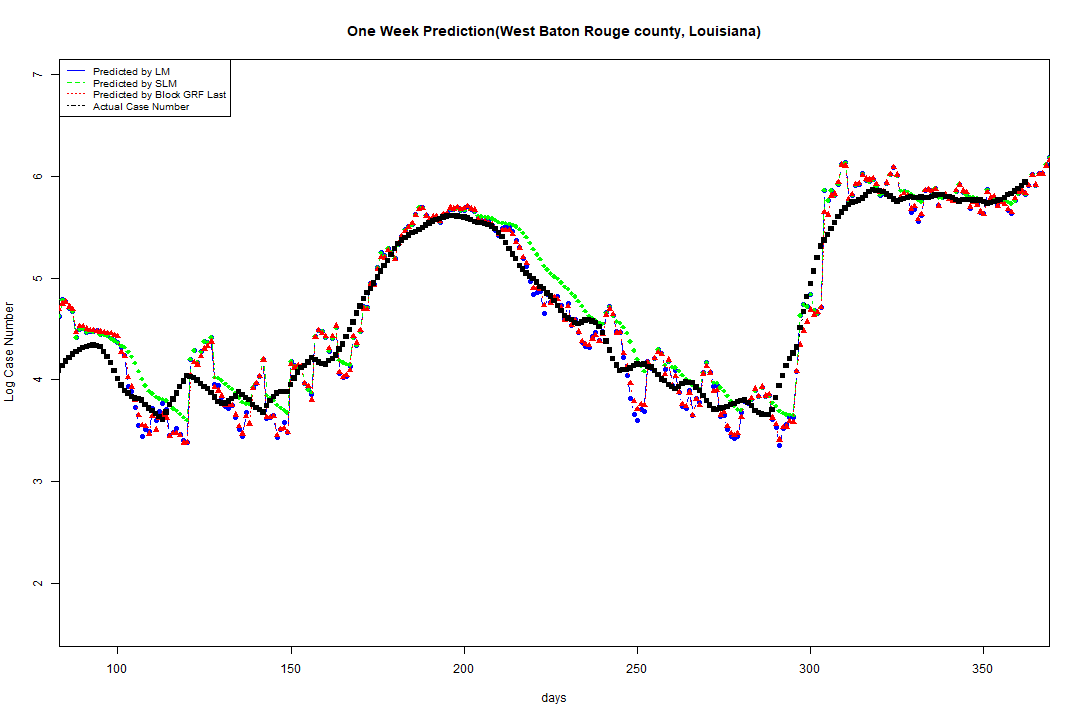 One Week Prediction(West Baton Rouge county, Louisiana)
Predicted by LM
Predicted by SLM
Predicted by Block GRF Last
Actual Case Number
Log Case Number
7
6
5
4
3
2
100 150 200 250 300 350
days